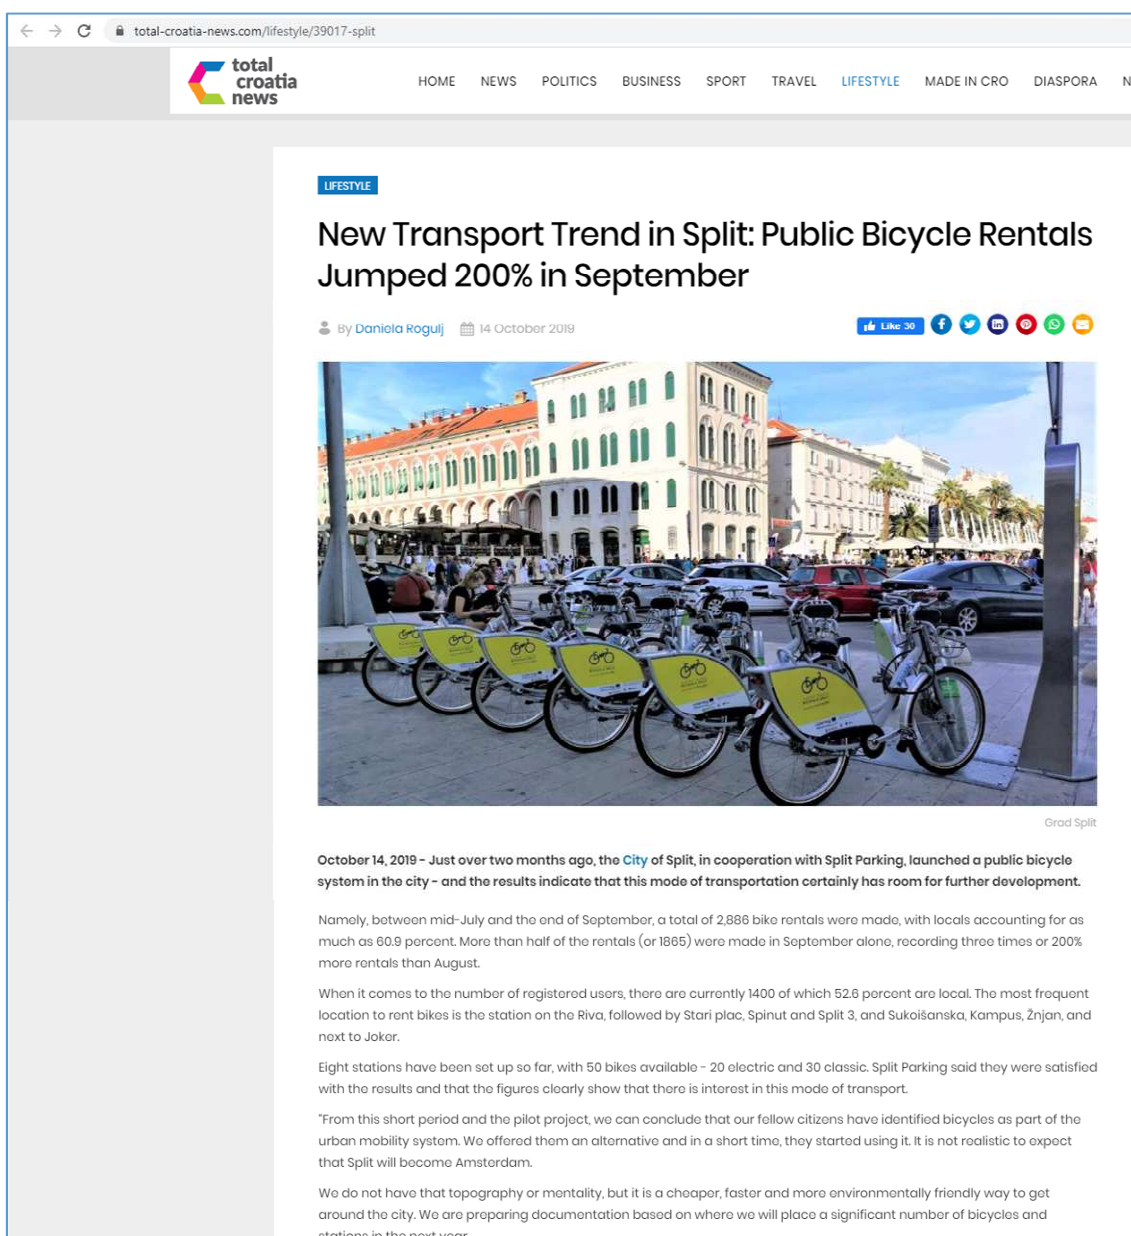 total-croatia-news.com/lifestyle/39017-split
total
croatia
news
HOME NEWS POLITICS BUSINESS SPORT TRAVEL LIFESTYLE MADE IN CRO DIASPORA N
LIFESTYLE
New Transport Trend in Split: Public Bicycle Rentals
Jumped 200% in September
By Daniela Rogulj 14 October 2019
Like 30
Grad Split
October 14, 2019 - Just over two months ago, the City of Split, in cooperation with Split Parking, launched a public bicycle
system in the city - and the results indicate that this mode of transportation certainly has room for further development.
Namely, between mid-July and the end of September, a total of 2,886 bike rentals were made, with locals accounting for as
much as 60.9 percent. More than half of the rentals (or 1865) were made in September alone, recording three times or 200%
more rentals than August.
When it comes to the number of registered users, there are currently 1400 of which 52.6 percent are local. The most frequent
location to rent bikes is the station on the Riva, followed by Stari plac, Spinut and Split 3, and Sukoišanska, Kampus, Žnjan, and
next to Joker.
Eight stations have been set up so far, with 50 bikes available - 20 electric and 30 classic. Split Parking said they were satisfied
with the results and that the figures clearly show that there is interest in this mode of transport.
"From this short period and the pilot project, we can conclude that our fellow citizens have identified bicycles as part of the
urban mobility system. We offered them an alternative and in a short time, they started using it. It is not realistic to expect
that Split will become Amsterdam.
We do not have that topography or mentality, but it is a cheaper, faster and more environmentally friendly way to get
around the city. We are preparing documentation based on where we will place a significant number of bicycles and
stations in the next year.